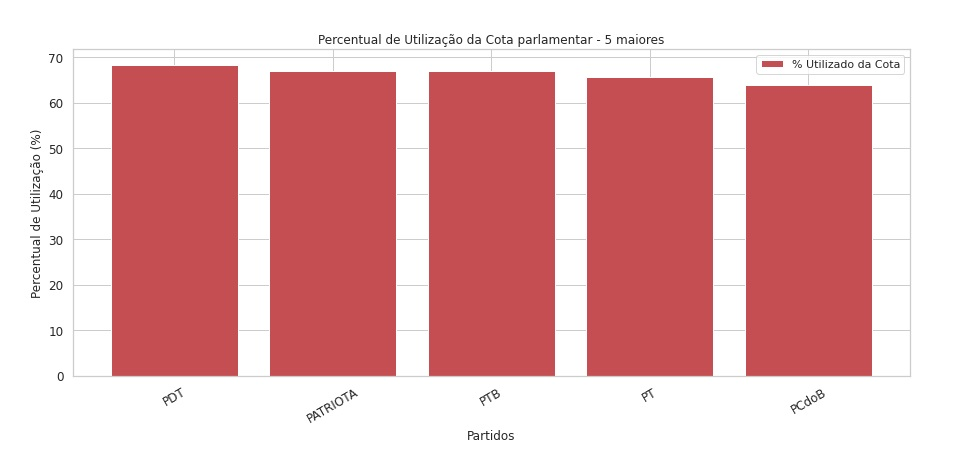 Percentual de Utilização da Cota parlamentar - 5 maiores
% Utilizado da Cota
Percentual de Utilização (%)
70
60
50
40
30
20
10
0
PDT
PATRIOTA
PTB
PT
PCdoB
Partidos